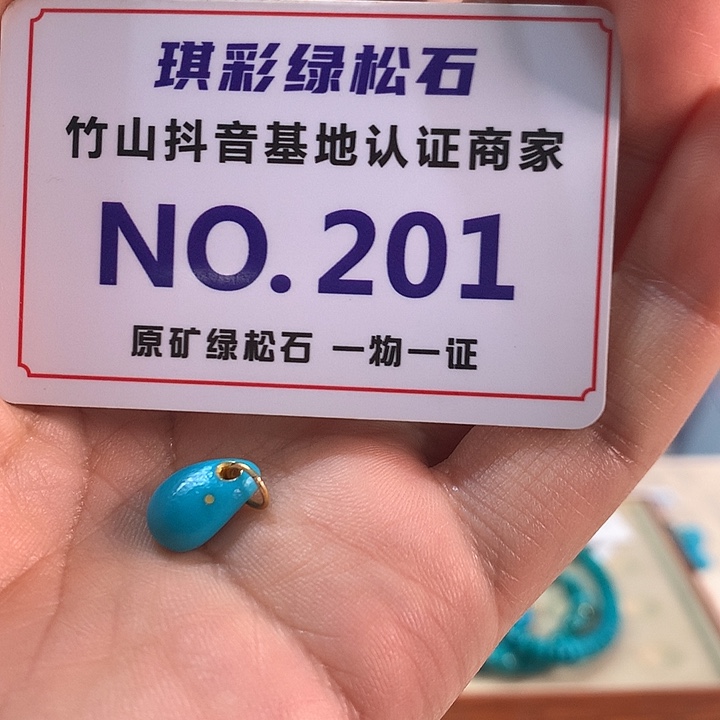 琪彩绿松石
竹山抖音基地认证商家
NO.201
原矿绿松石 一物一证